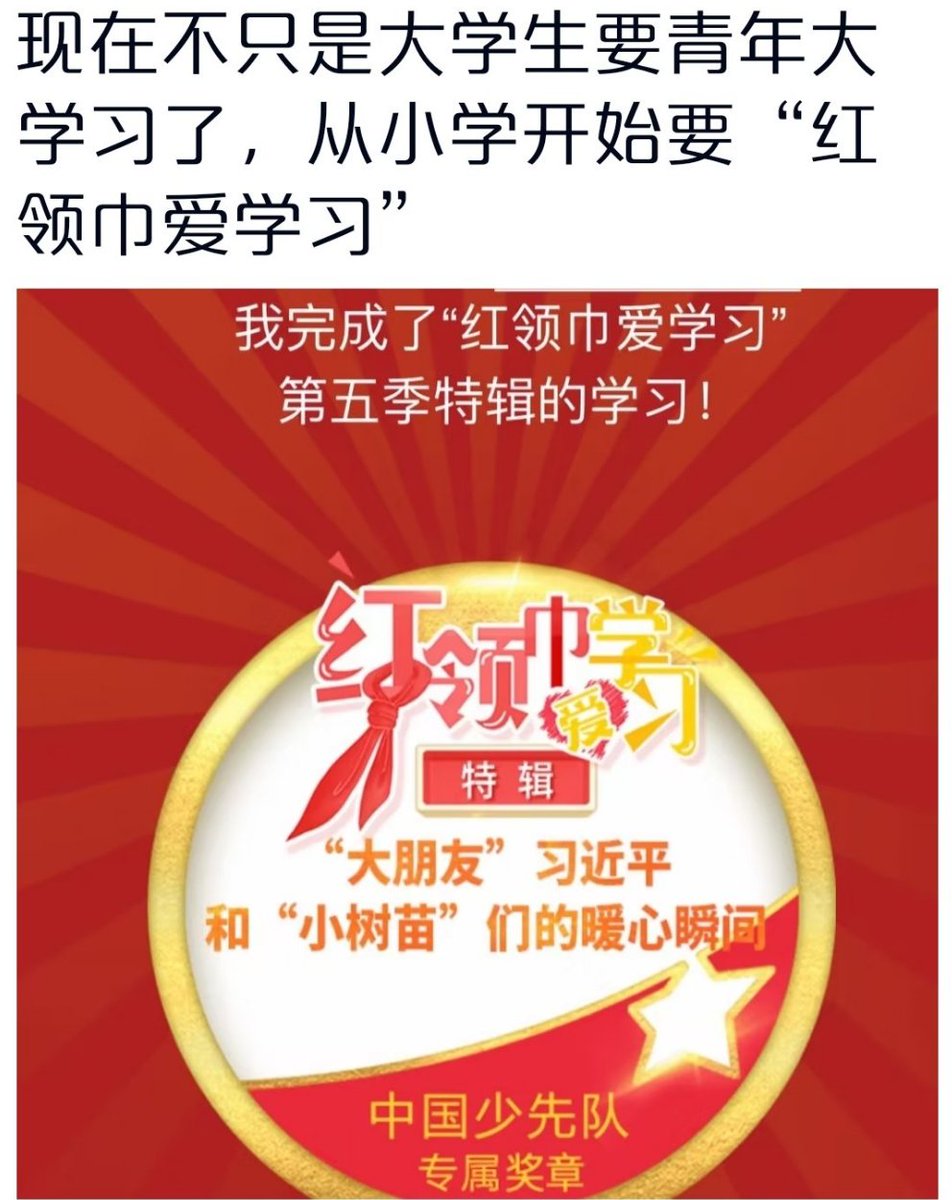 现在不只是大学生要青年大
学习了，从小学开始要“红
领巾爱学习”
我完成了“红领巾爱学习”
第五季特辑的学习！
红领巾爱学习
特辑
“大朋友”习近平
和“小树苗”们的暖心瞬间
中国少先队
专属奖章